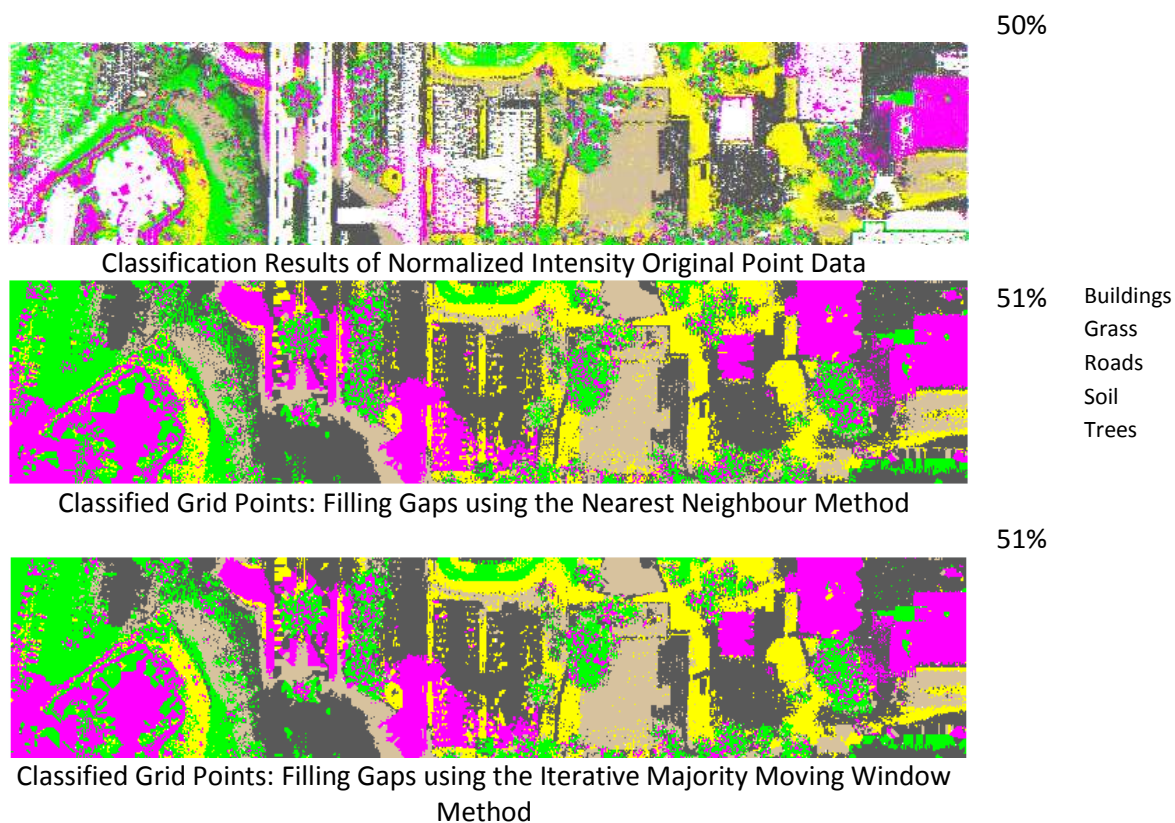 50%
Classification Results of Normalized Intensity Original Point Data
51%
Buildings
Grass
Roads
Soil
Trees
Classified Grid Points: Filling Gaps using the Nearest Neighbour Method
51%
Classified Grid Points: Filling Gaps using the Iterative Majority Moving Window
Method